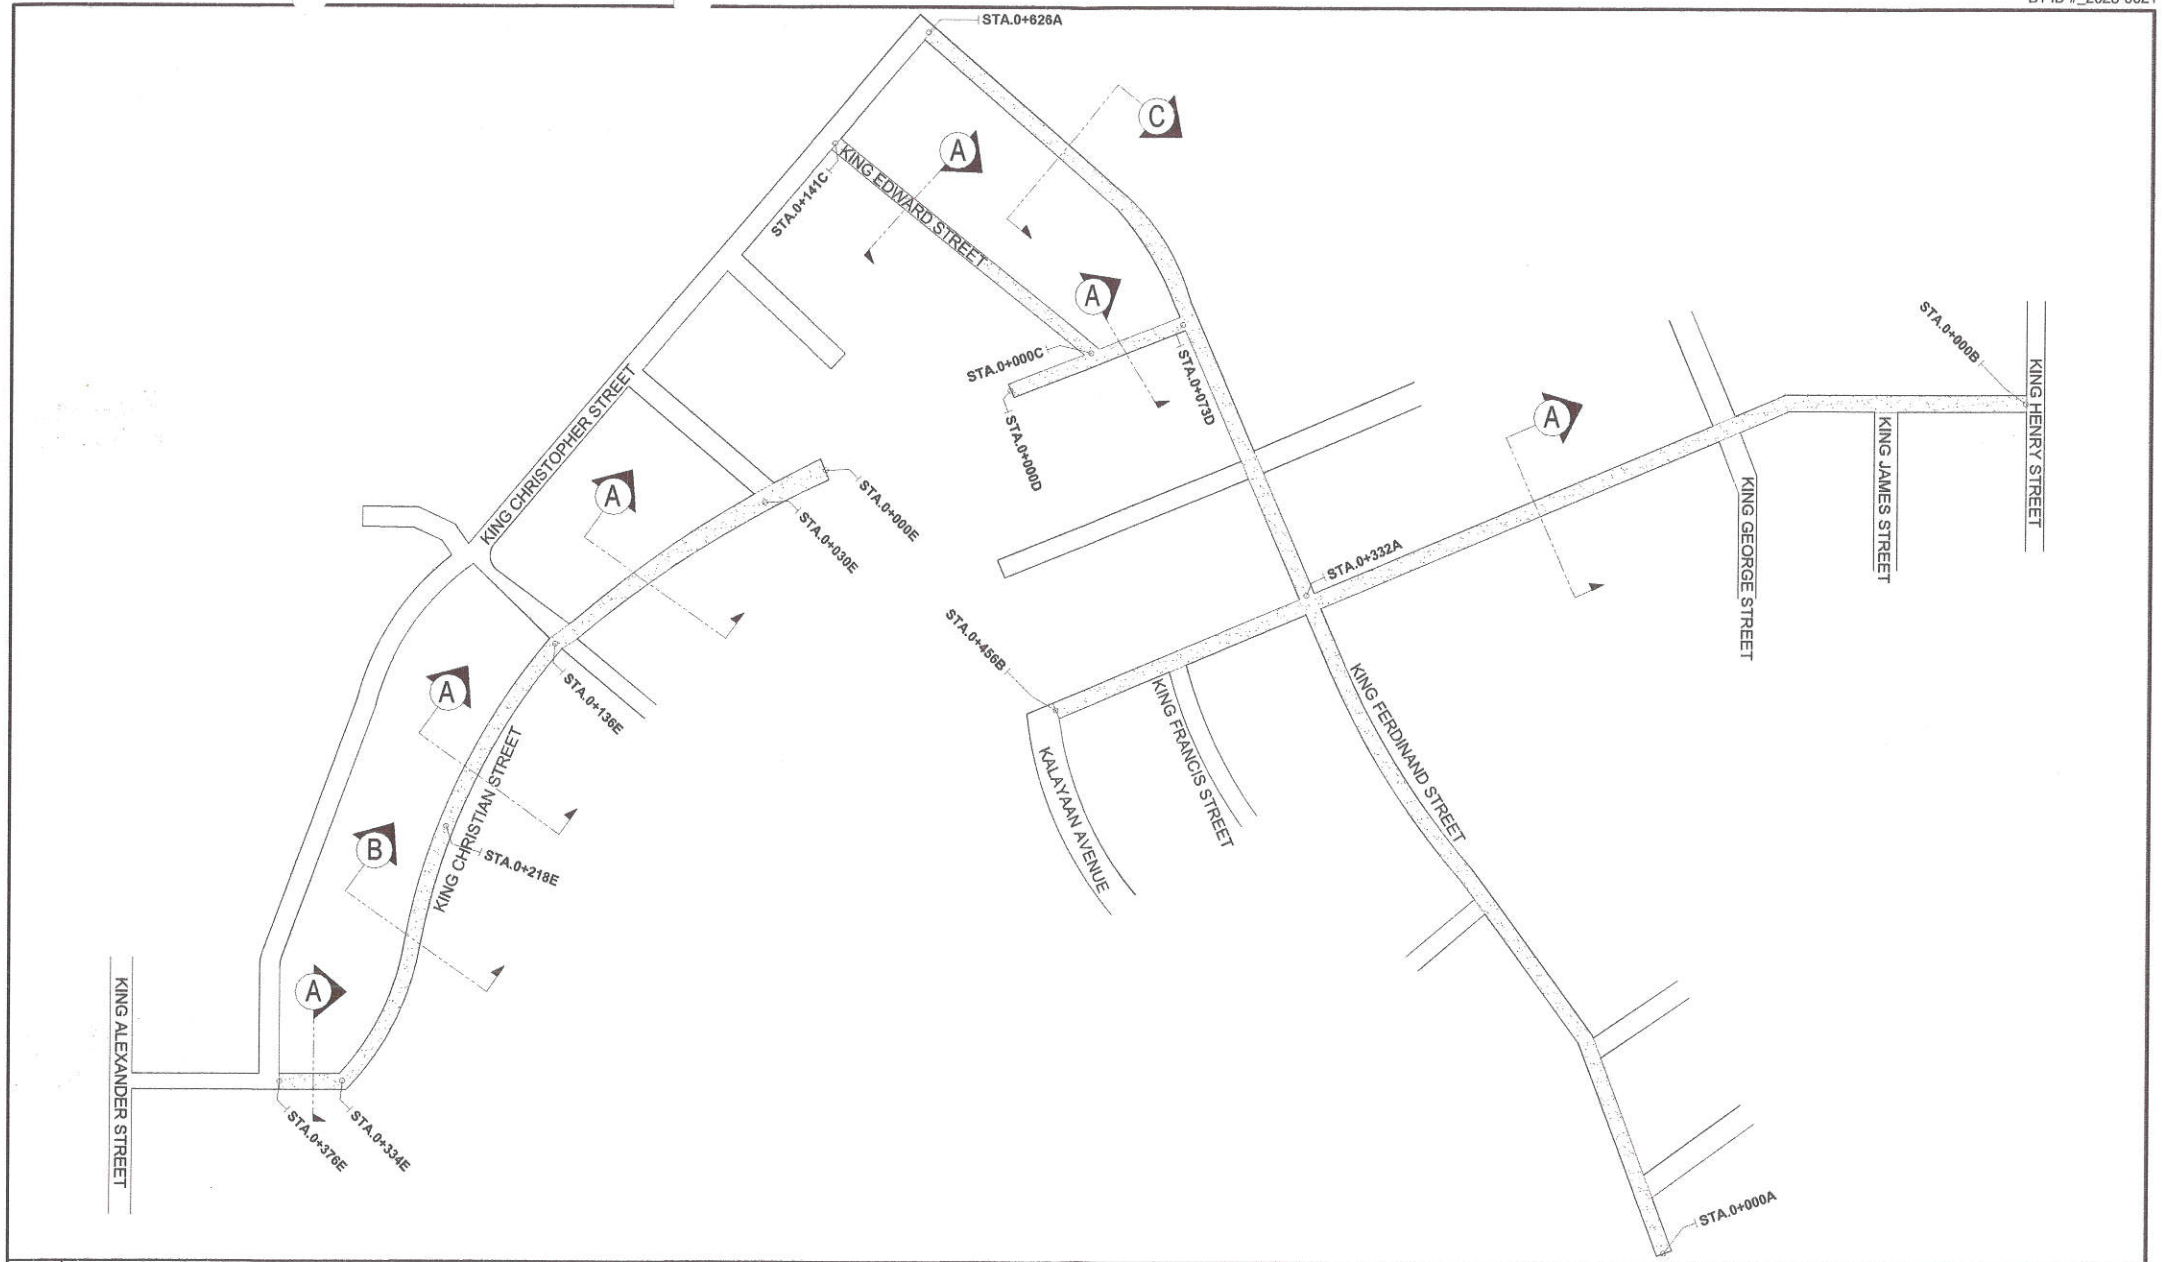 STA.0+626A
C
A
KING EDWARD STREET
STA.0+141C
A
STA.0+000C
STA.0+073D
STA.0+000D
STA.0+000B
KING HENRY STREET
KING JAMES STREET
KING GEORGE STREET
A
KING CHRISTOPHER STREET
A
STA.0+000E
STA.0+030E
STA.0+332A
STA.0+456B
KING FRANCIS STREET
KALAYAAN AVENUE
KING FERDINAND STREET
A
STA.0+136E
KING CHRISTIAN STREET
B
STA.0+218E
A
KING ALEXANDER STREET
STA.0+376E
STA.0+334E
STA.0+000A